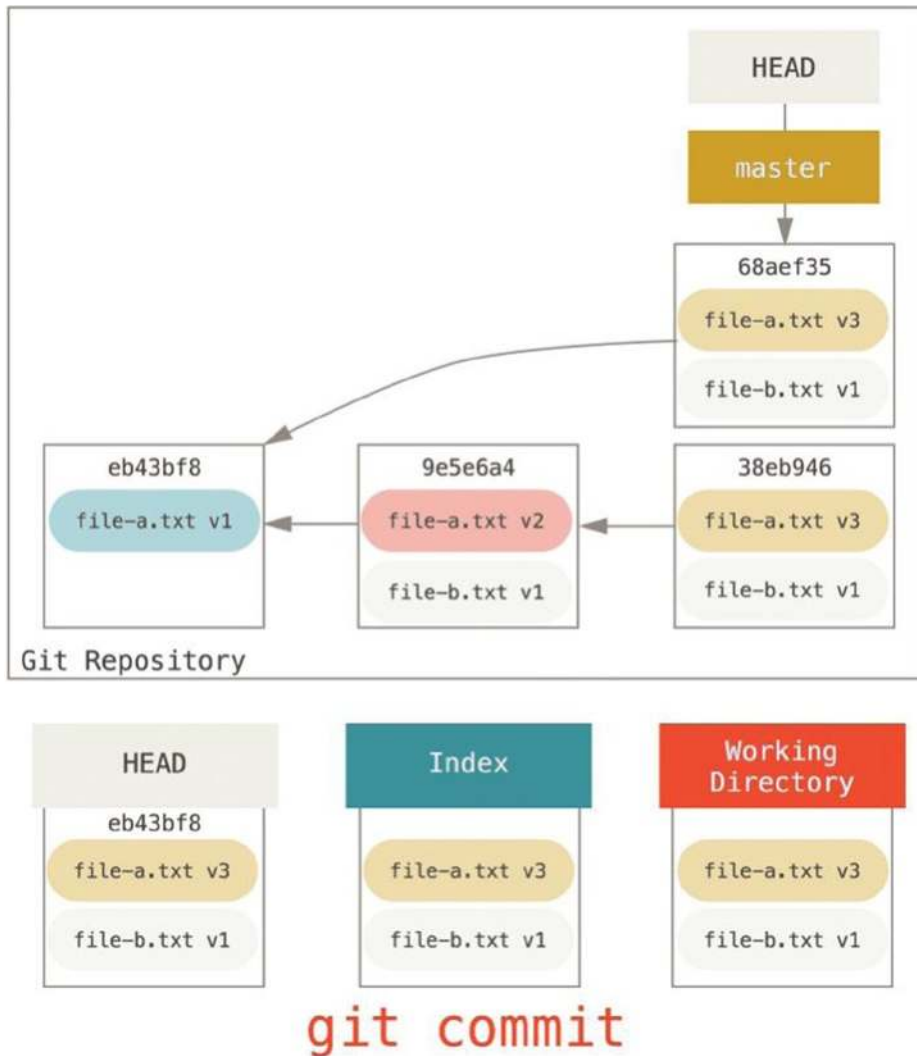 HEAD
master
68aef35
file-a.txt v3
file-b.txt v1
eb43bf8
file-a.txt v1
9e5e6a4
file-a.txt v2
file-b.txt v1
38eb946
file-a.txt v3
file-b.txt v1
Git Repository
HEAD
eb43bf8
file-a.txt v3
file-b.txt v1
Index
file-a.txt v3
file-b.txt v1
Working
Directory
file-a.txt v3
file-b.txt v1
git commit